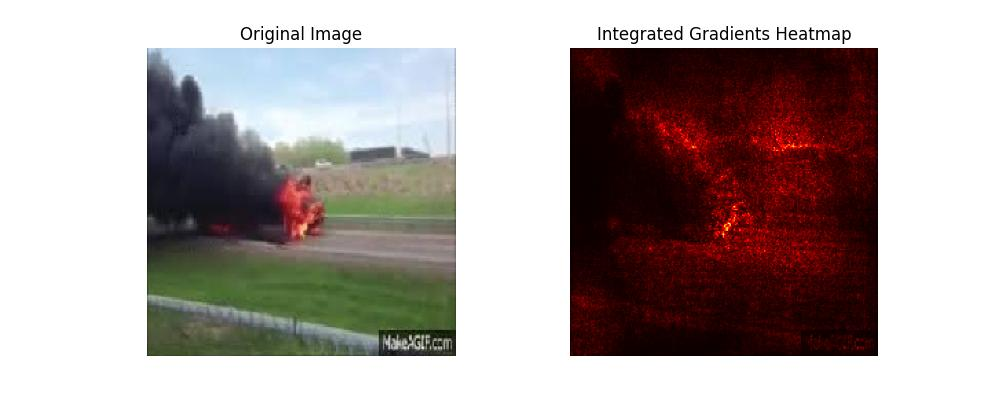 Original Image
Integrated Gradients Heatmap
MakeAGIF.com